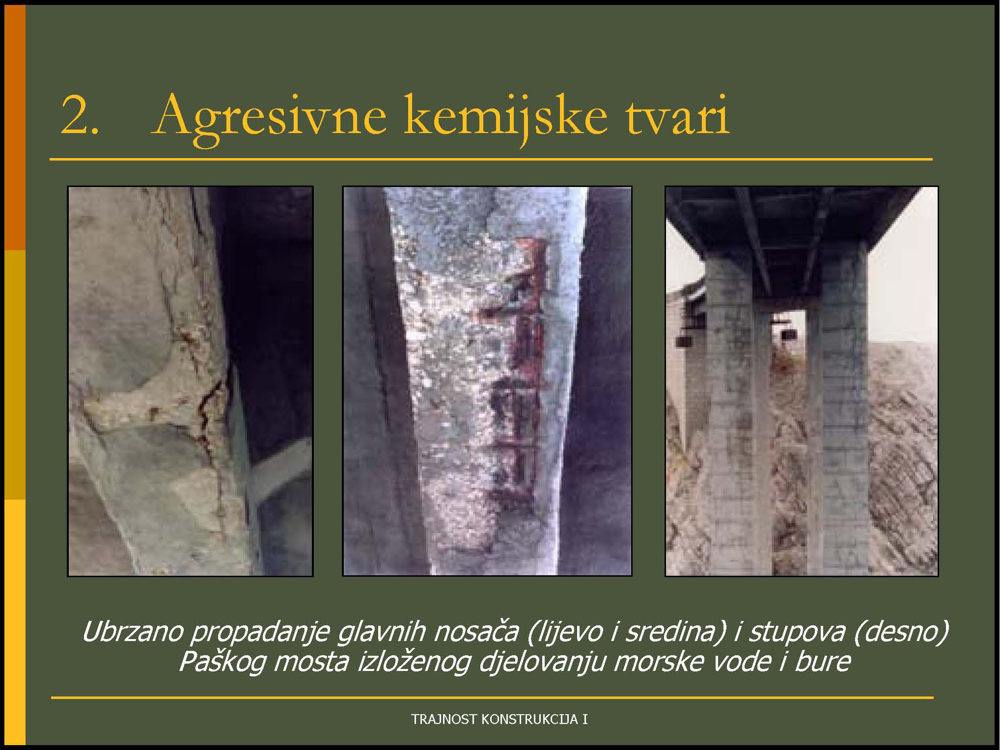 2. Agresivne kemijske tvari
Ubrzano propadanje glavnih nosača (lijevo i sredina) i stupova (desno)
Paškog mosta izloženog djelovanju morske vode i bure
TRAJNOST KONSTRUKCIJA I